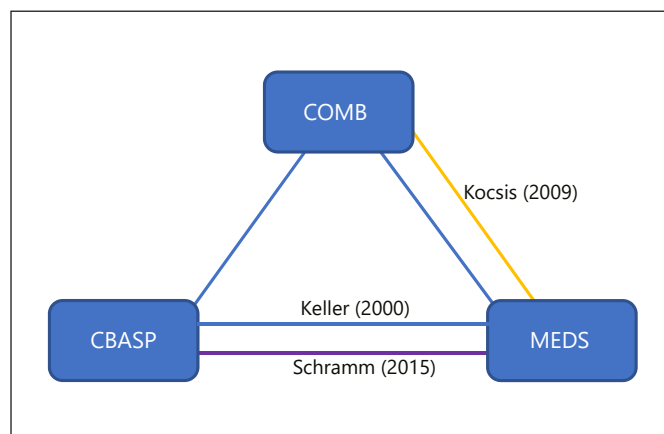 COMB
Kocsis (2009)
Keller (2000)
CBASP
MEDS
Schramm (2015)